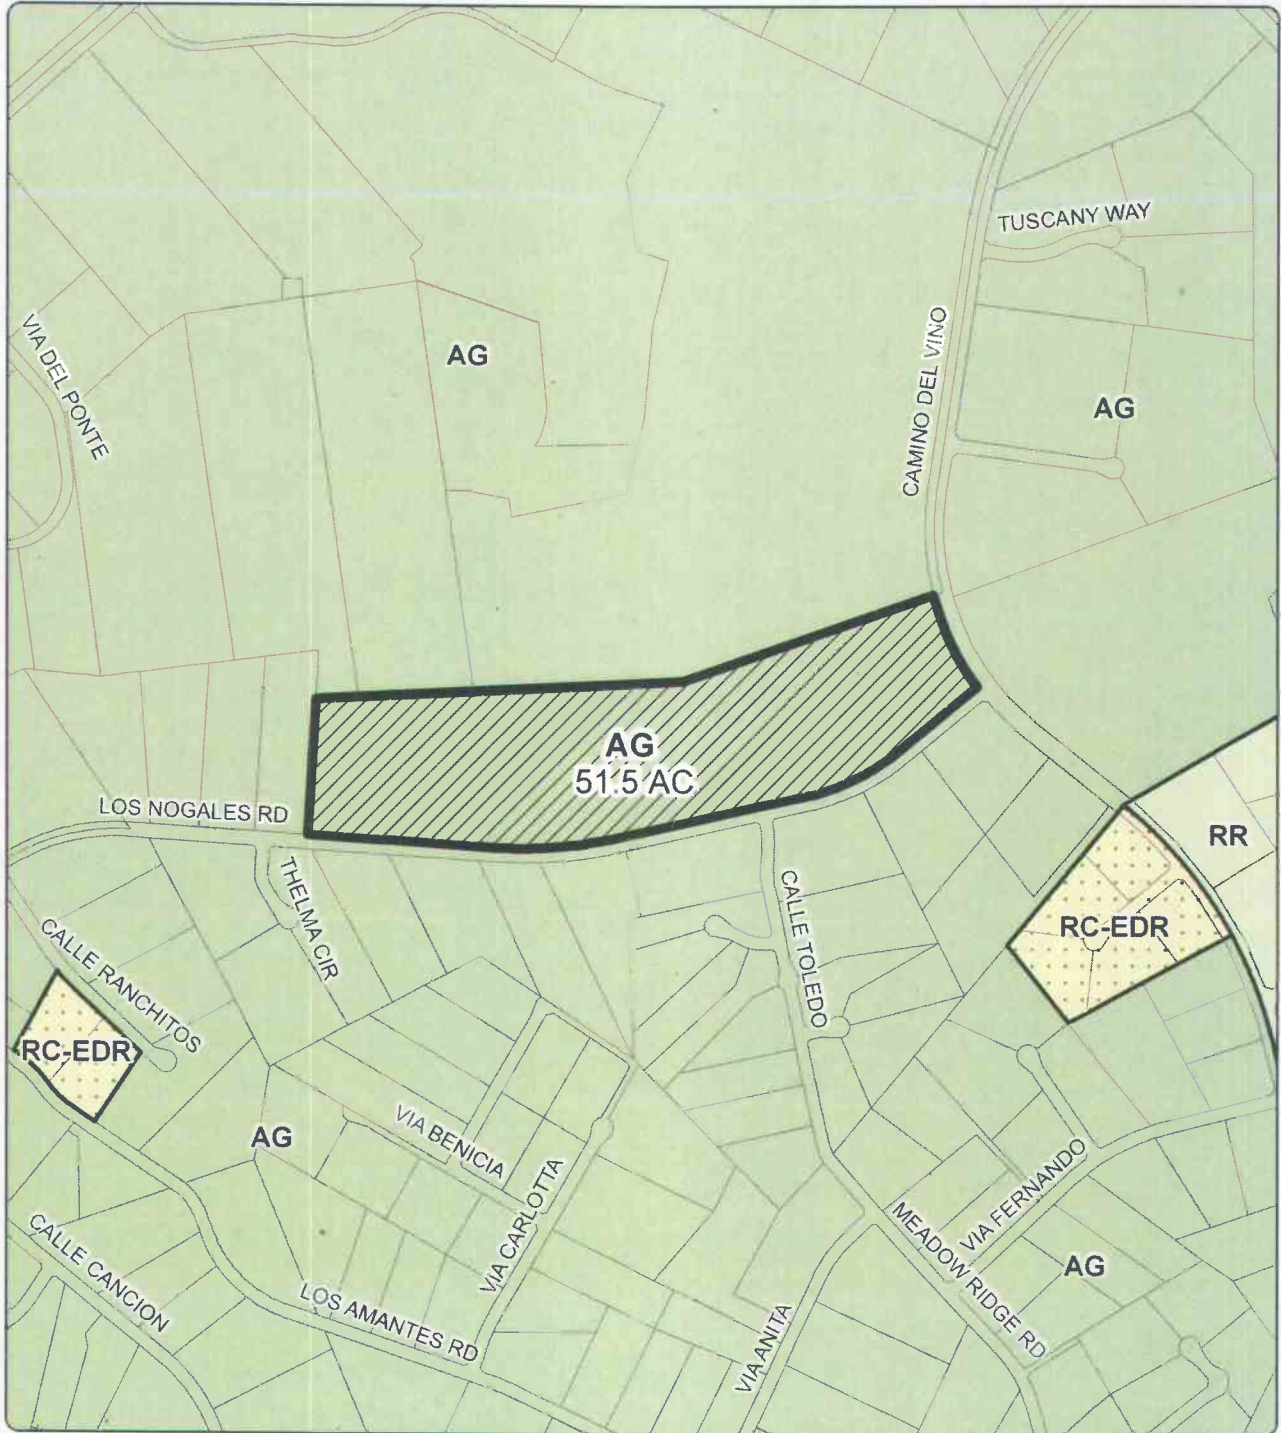 TUSCANY WAY
VIA DEL PONTE
AG
CAMINO DEL VINO
AG
AG
51.5 AC
LOS NOGALES RD
RR
THELMA CIR
CALLE TOLEDO
RC-EDR
CALLE RANCHITOS
RC-EDR
AG
VIA BENICIA
VIA CARLOTTA
VIA FERNANDO
MEADOW RIDGE RD
AG
CALLE CANCION
LOS AMANTES RD
VIA ANITA